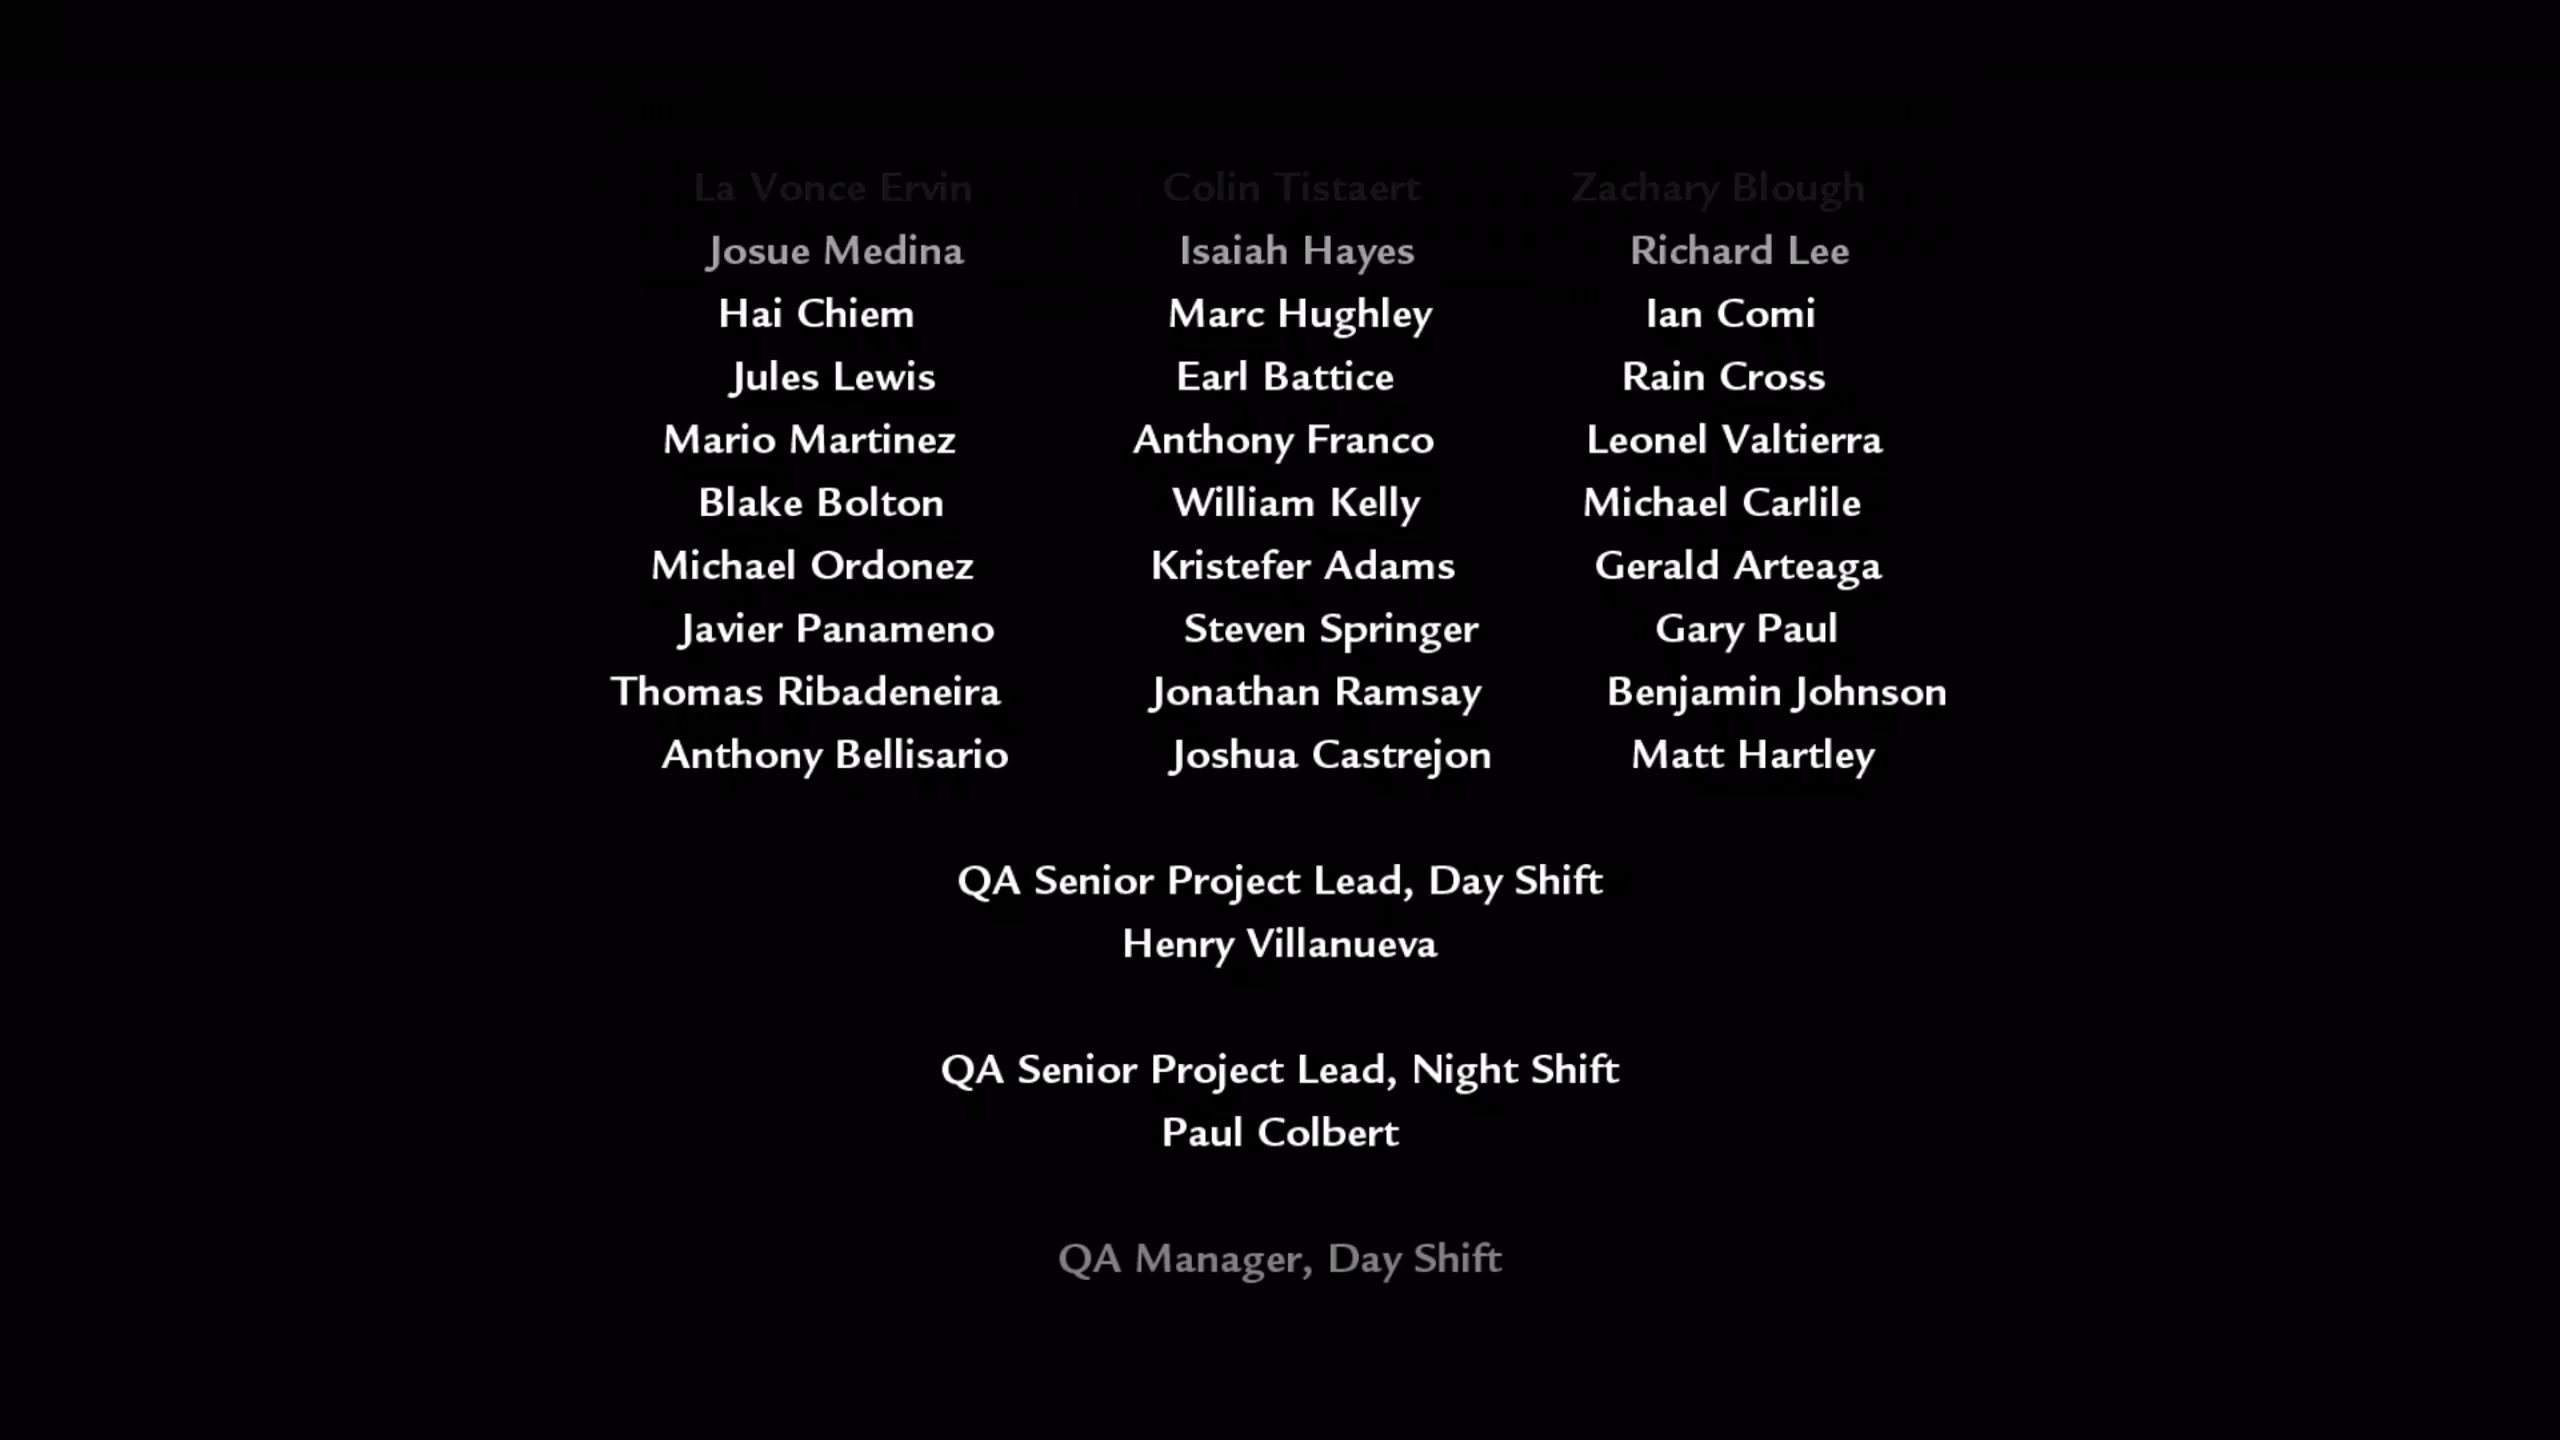 La Vonce Ervin Colin Tistaert Zachary Blough
Josue Medina Isaiah Hayes Richard Lee
Hai Chiem Marc Hughley Ian Comi
Jules Lewis Earl Battice Rain Cross
Mario Martinez Anthony Franco Leonel Valtierra
Blake Bolton William Kelly Michael Carlile
Michael Ordonez Kristefer Adams Gerald Arteaga
Javier Panameno Steven Springer Gary Paul
Thomas Ribadeneira Jonathan Ramsay Benjamin Johnson
Anthony Bellisario Joshua Castrejon Matt Hartley
QA Senior Project Lead, Day Shift
Henry Villanueva
QA Senior Project Lead, Night Shift
Paul Colbert
QA Manager, Day Shift